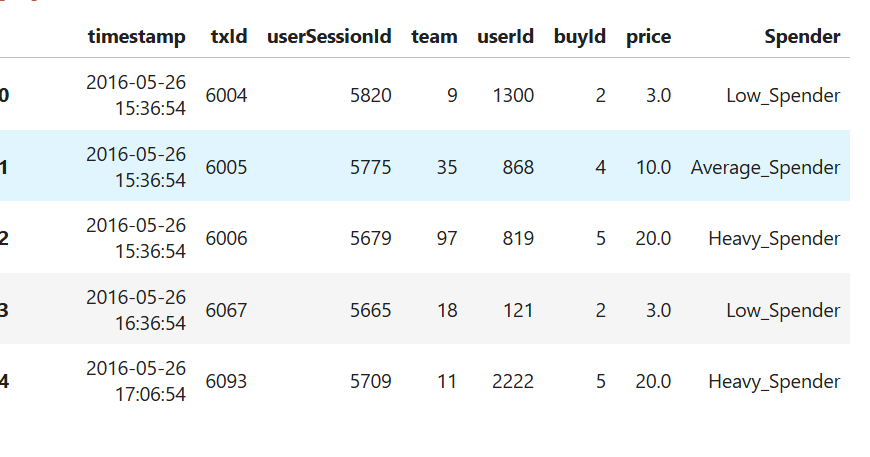 timestamp txId userSessionId team userId buyId price Spender
0 2016-05-26 15:36:54 6004 5820 9 1300 2 3.0 Low_Spender
1 2016-05-26 15:36:54 6005 5775 35 868 4 10.0 Average_Spender
2 2016-05-26 15:36:54 6006 5679 97 819 5 20.0 Heavy_Spender
3 2016-05-26 16:36:54 6067 5665 18 121 2 3.0 Low_Spender
4 2016-05-26 17:06:54 6093 5709 11 2222 5 20.0 Heavy_Spender